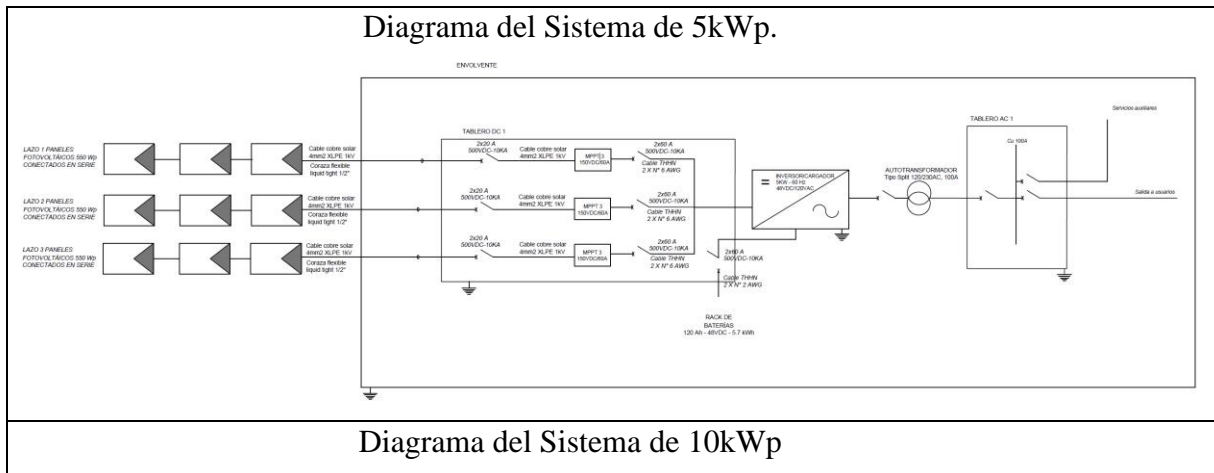 Diagrama del Sistema de 5kWp.
ENVOLVENTE
TABLERO DC 1
TABLERO AC 1
Servicios auxiliares
Cu 100A
Salida a usuarios
LAZO 1 PANELES
FOTOVOLTÁICOS 550 Wp
CONECTADOS EN SERIE
Cable cobre solar
4mm2 XLPE 1kV
Coraza flexible
liquid tight 1/2"
2x20 A
500VDC-10KA
Cable cobre solar
4mm2 XLPE 1kV
MPPT 3
150VDC/60A
2x60 A
500VDC-10KA
Cable THHN
2 X N° 6 AWG
LAZO 2 PANELES
FOTOVOLTÁICOS 550 Wp
CONECTADOS EN SERIE
Cable cobre solar
4mm2 XLPE 1kV
Coraza flexible
liquid tight 1/2"
2x20 A
500VDC-10KA
Cable cobre solar
4mm2 XLPE 1kV
MPPT 3
150VDC/60A
2x60 A
500VDC-10KA
Cable THHN
2 X N° 6 AWG
INVERSOR/CARGADOR
5KW - 60 HZ
48VDC/120VAC
AUTOTRANSFORMADOR
Tipo Split 120/230AC, 100A
LAZO 3 PANELES
FOTOVOLTÁICOS 550 Wp
CONECTADOS EN SERIE
Cable cobre solar
4mm2 XLPE 1kV
Coraza flexible
liquid tight 1/2"
2x20 A
500VDC-10KA
Cable cobre solar
4mm2 XLPE 1kV
MPPT 3
150VDC/60A
2x60 A
500VDC-10KA
Cable THHN
2 X N° 6 AWG
2x60 A
500VDC-10KA
Cable THHN
2 X N° 2 AWG
RACK DE
BATERÍAS
120 Ah - 48VDC - 5.7 kWh
Diagrama del Sistema de 10kWp